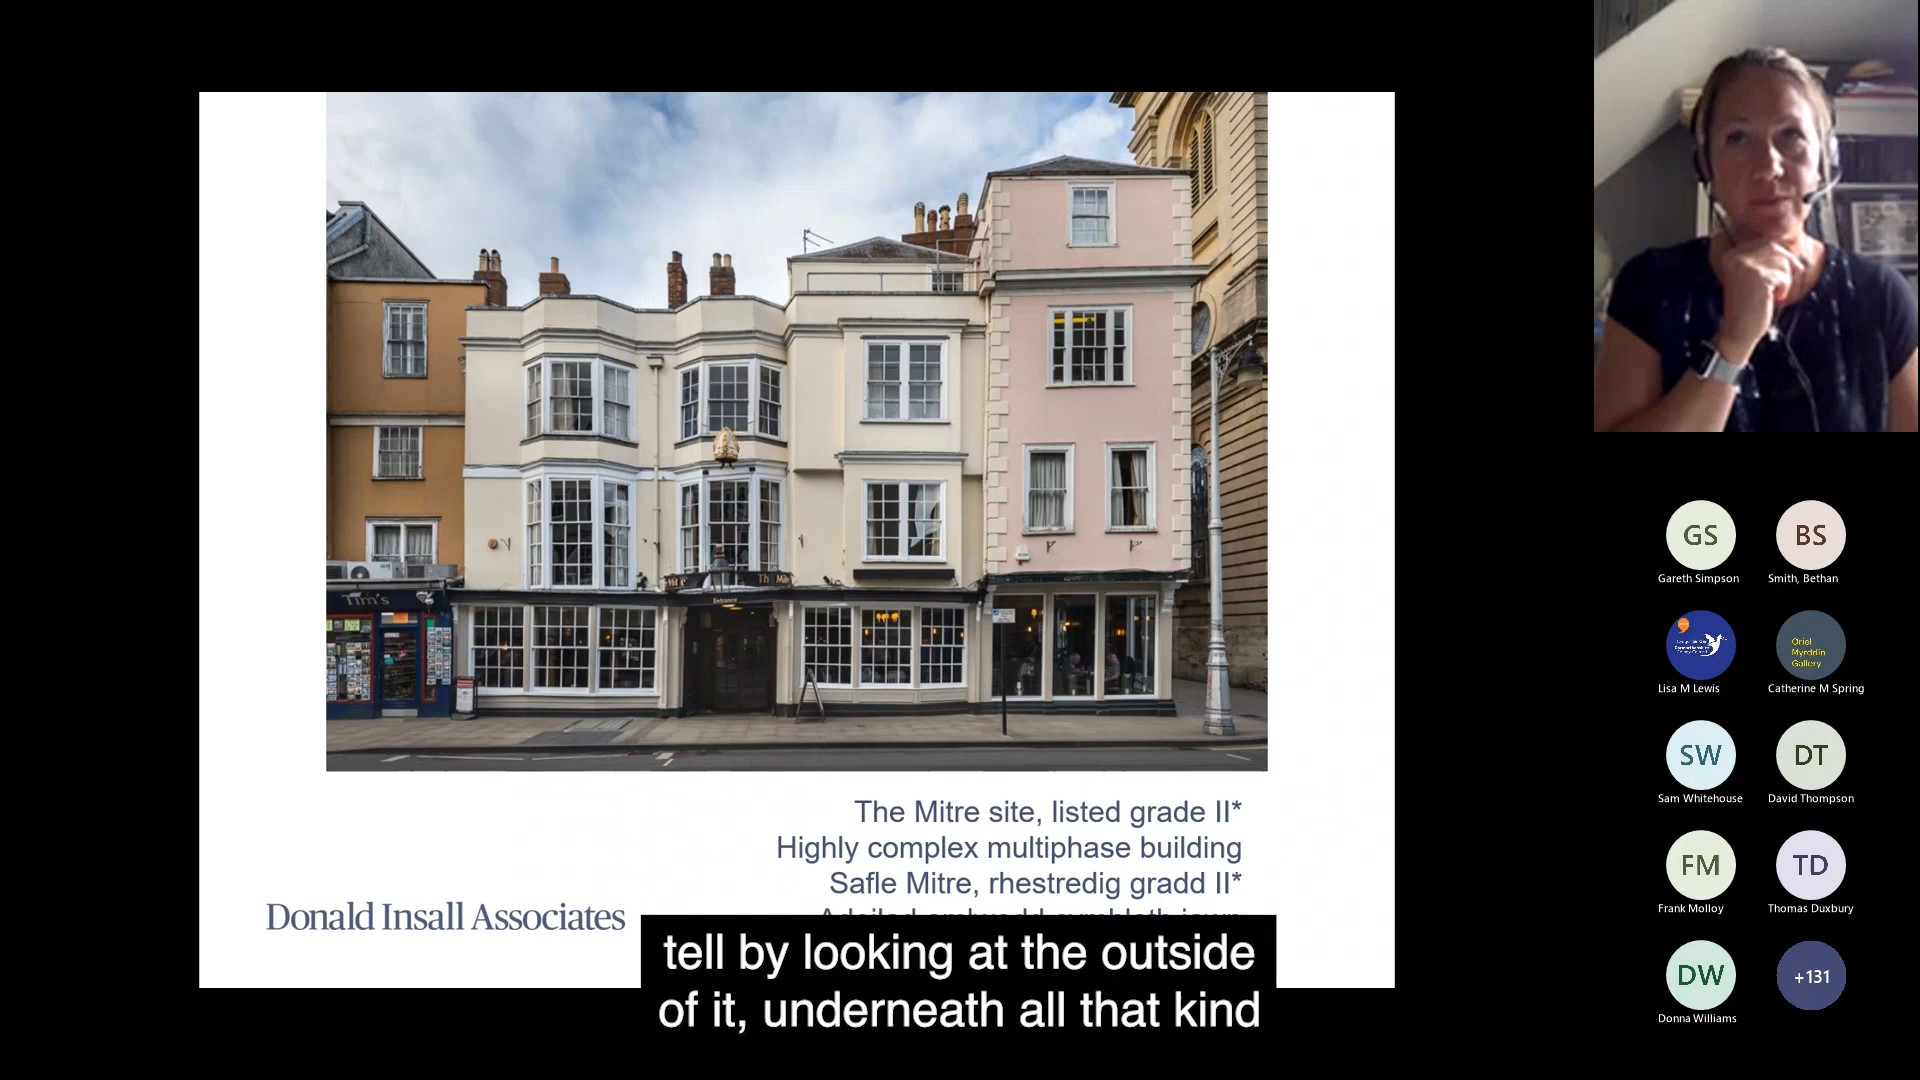 Tim's
The Mitre
Entrance
The Mitre site, listed grade II*
Highly complex multiphase building
Safle Mitre, rhestredig gradd II*
Donald Insall Associates
tell by looking at the outside
of it, underneath all that kind
GS
BS
Gareth Simpson
Smith, Bethan
Oriel
Myrddin
Gallery
Lisa M Lewis
Catherine M Spring
SW
DT
Sam Whitehouse
David Thompson
FM
TD
Frank Molloy
Thomas Duxbury
DW
+131
Donna Williams